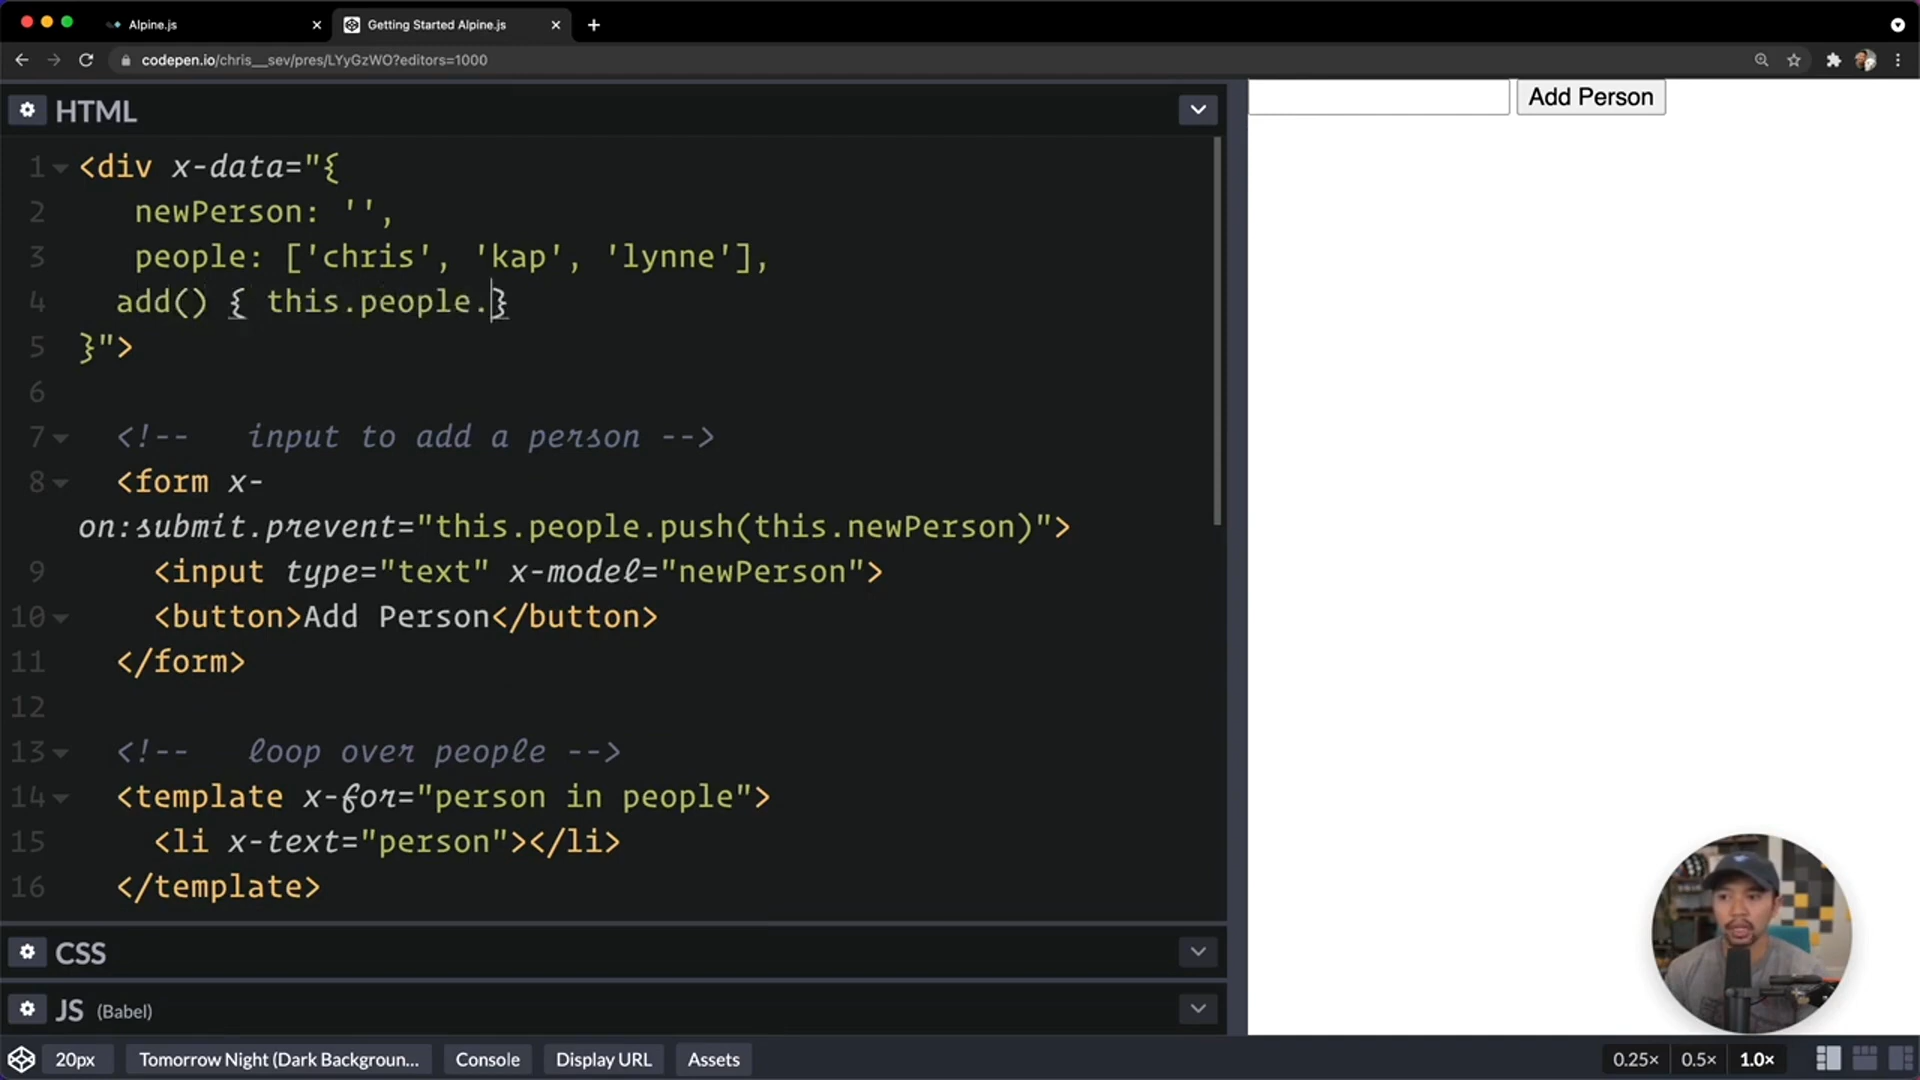 Alpine.js
Getting Started Alpine.js
codepen.io/chris__sev/pres/LYyGzWO?editors=1000
HTML
1 <div x-data="{
2 newPerson: '',
3 people: ['chris', 'kap', 'lynne'],
4 add() { this.people.}
5 }">
6
7 <!-- input to add a person -->
8 <form x-
on:submit.prevent="this.people.push(this.newPerson)">
9 <input type="text" x-model="newPerson">
10 <button>Add Person</button>
11 </form>
12
13 <!-- loop over people -->
14 <template x-for="person in people">
15 <li x-text="person"></li>
16 </template>
CSS
JS (Babel)
20px Tomorrow Night (Dark Backgroun... Console Display URL Assets
Add Person
0.25× 0.5× 1.0×